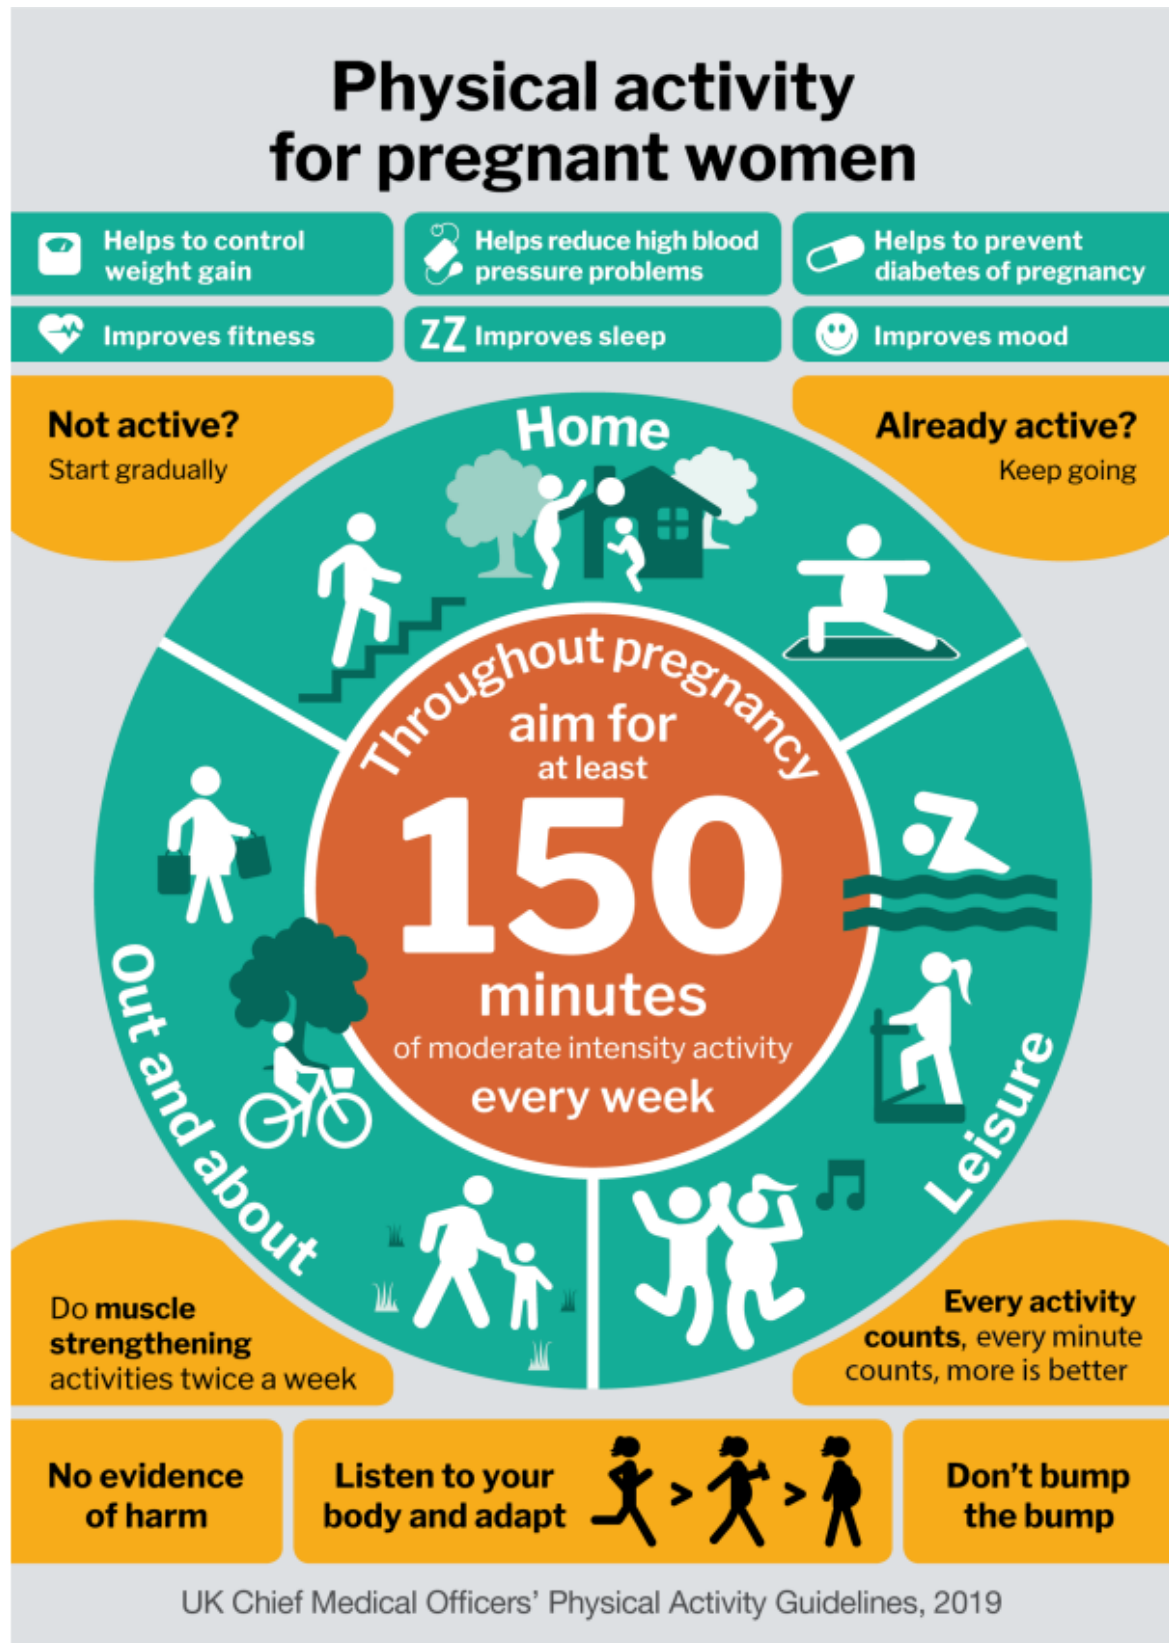 Physical activity
for pregnant women
Helps to control
weight gain
Helps reduce high blood
pressure problems
Helps to prevent
diabetes of pregnancy
Improves fitness
ZZ Improves sleep
Improves mood
Not active?
Start gradually
Already active?
Keep going
Home
Throughout pregnancy
aim for
at least
150
minutes
of moderate intensity activity
every week
Out and about
Leisure
Do muscle
strengthening
activities twice a week
Every activity
counts, every minute
counts, more is better
No evidence
of harm
Listen to your
body and adapt
> >
Don't bump
the bump
UK Chief Medical Officers' Physical Activity Guidelines, 2019